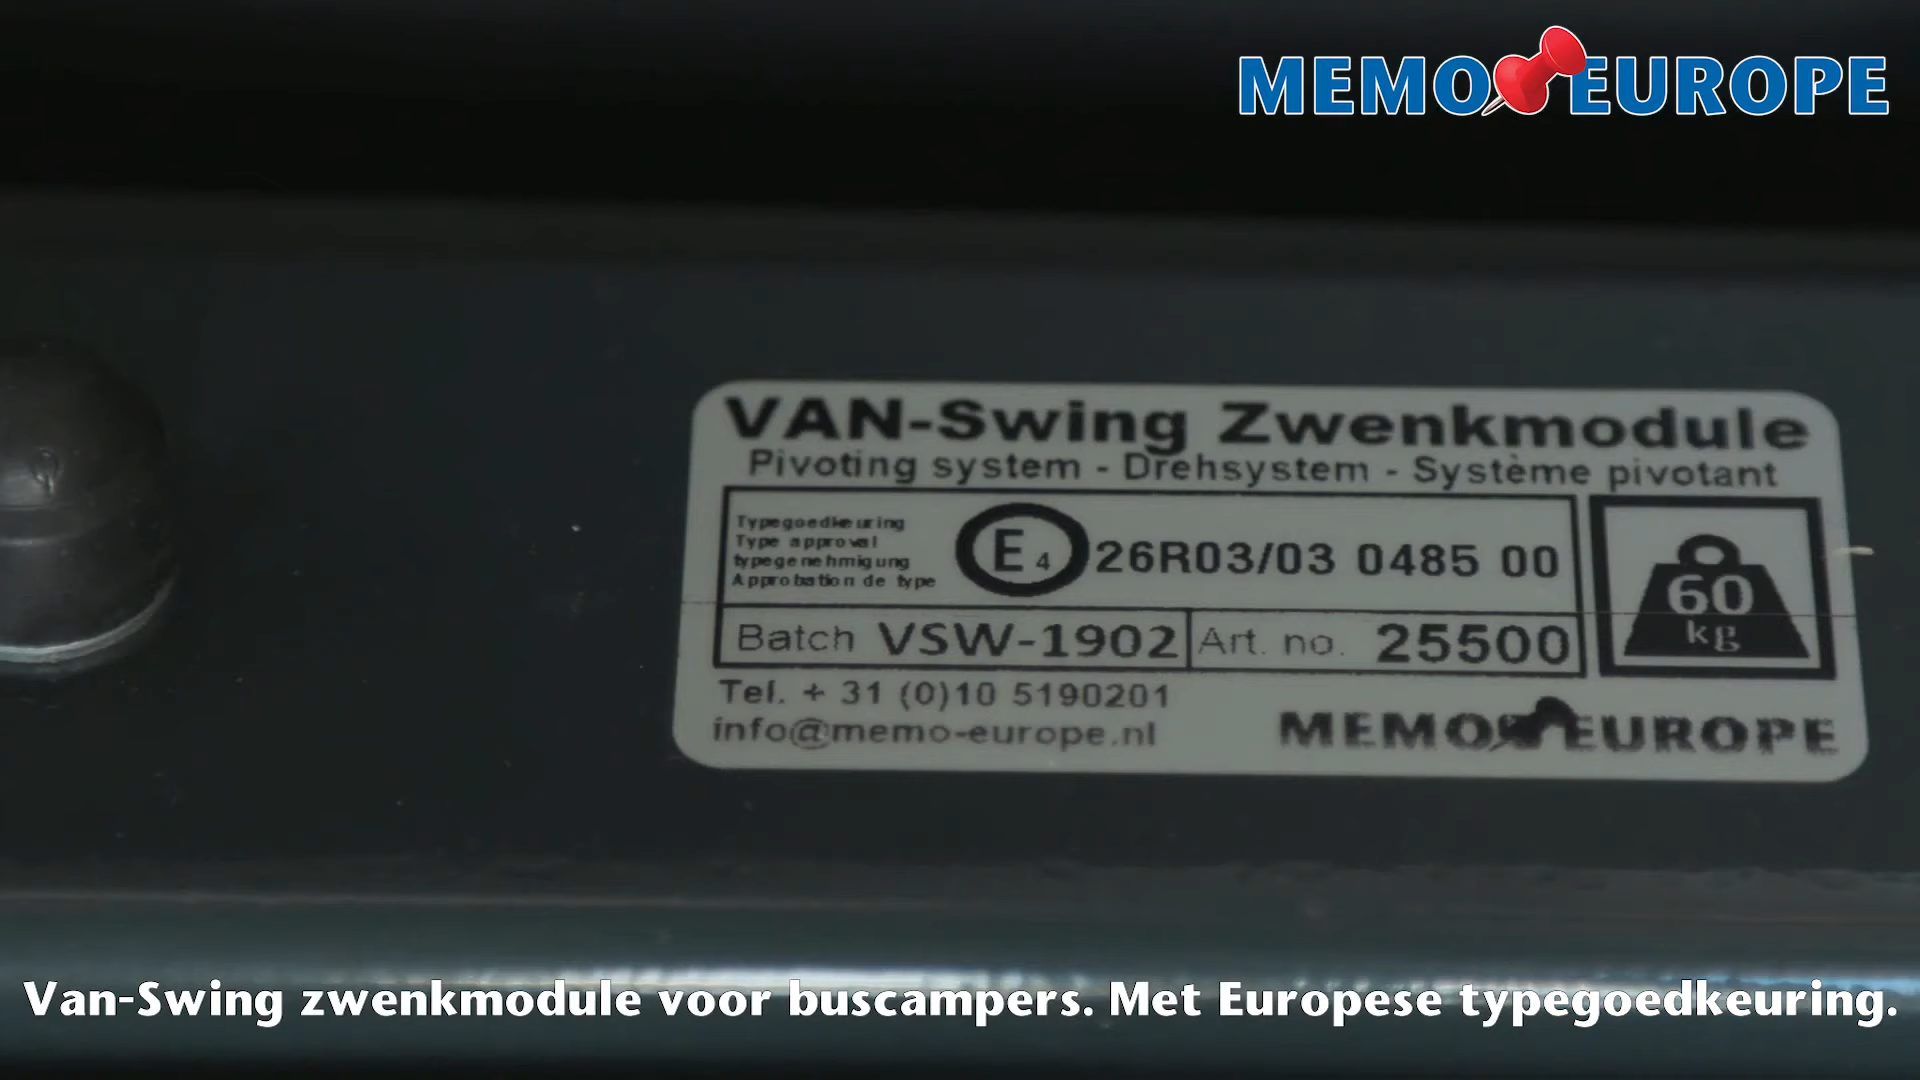 MEMO EUROPE
VAN-Swing Zwenkmodule
Pivoting system - Drehsystem - Système pivotant
Typegoedkeuring
Type approval
typegenehmigung
Approbation de type
E 4
26R03/03 0485 00
60
kg
Batch VSW-1902
Art. no. 25500
Tel. + 31 (0)10 5190201
info@memo-europe.nl
MEMO EUROPE
Van-Swing zwenkmodule voor buscampers. Met Europese typegoedkeuring.